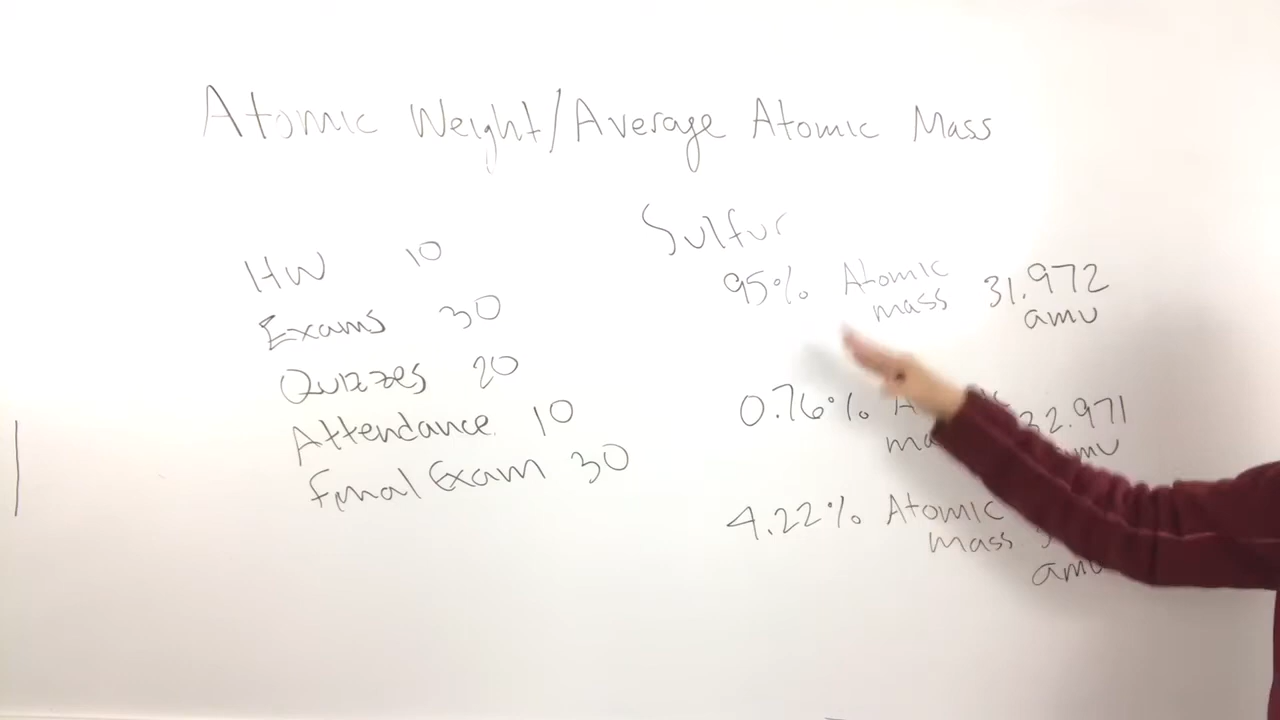 Atomic Weight/Average Atomic Mass
HW 10
Exams 30
Quizzes 20
Attendance 10
Final Exam 30
Sulfur
95% Atomic mass 31.972
amu
0.76% 32.971
4.22% Atomic
mass
amu